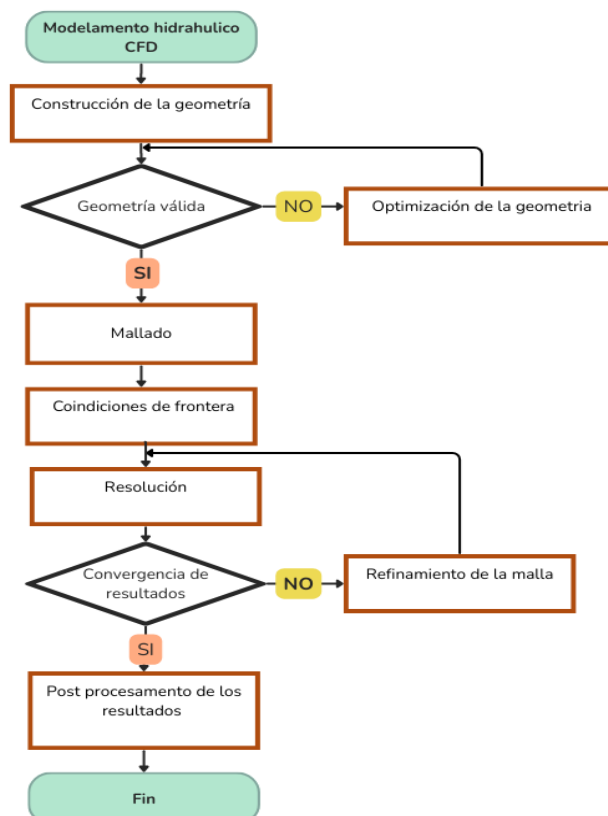 Modelamento hidrahulico
CFD
Construcción de la geometría
Geometría válida
NO
Optimización de la geometria
SI
Mallado
Coindiciones de frontera
Resolución
Convergencia de
resultados
NO
Refinamiento de la malla
SI
Post procesamento de los
resultados
Fin